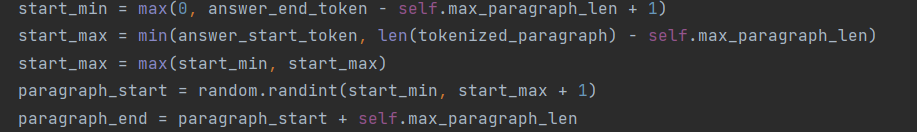 start_min = max(0, answer_end_token - self.max_paragraph_len + 1)
start_max = min(answer_start_token, len(tokenized_paragraph) - self.max_paragraph_len)
start_max = max(start_min, start_max)
paragraph_start = random.randint(start_min, start_max + 1)
paragraph_end = paragraph_start + self.max_paragraph_len